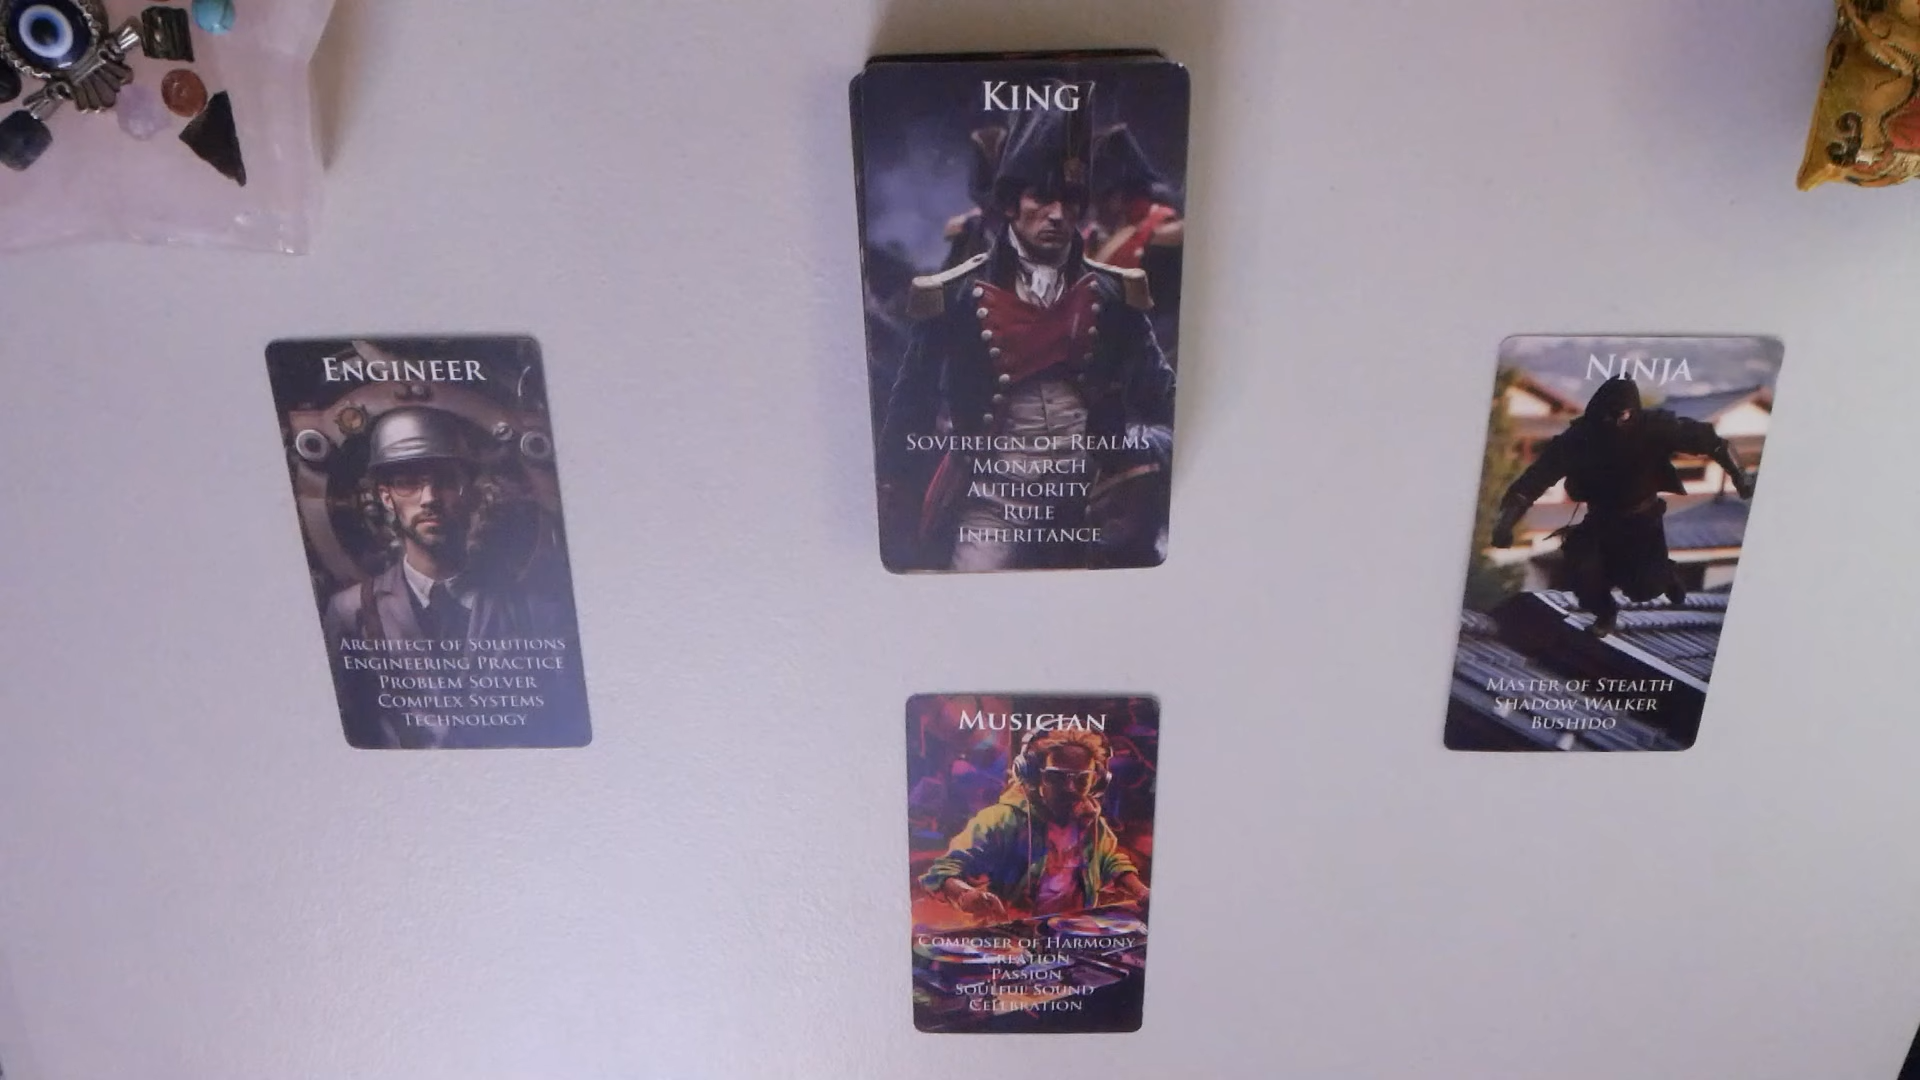 KING
SOVEREIGN OF REALMS
MONARCH
AUTHORITY
RULE
INHERITANCE
ENGINEER
ARCHITECT OF SOLUTIONS
ENGINEERING PRACTICE
PROBLEM SOLVER
COMPLEX SYSTEMS
TECHNOLOGY
NINJA
MASTER OF STEALTH
SHADOW WALKER
BUSHIDO
MUSICIAN
COMPOSER OF HARMONY
CREATION
PASSION
SOULFUL SOUND
CELEBRATION